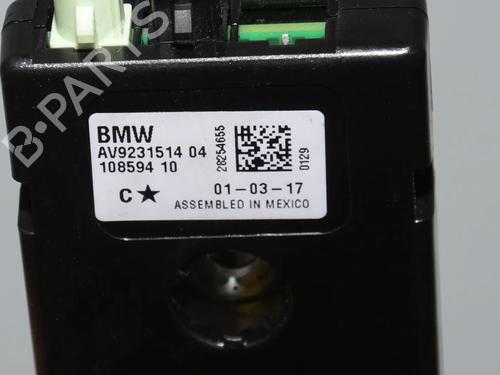 B-PARTS
BMW
AV9231514 04
108594 10
28254655
0129
C★
01-03-17
ASSEMBLED IN MEXICO